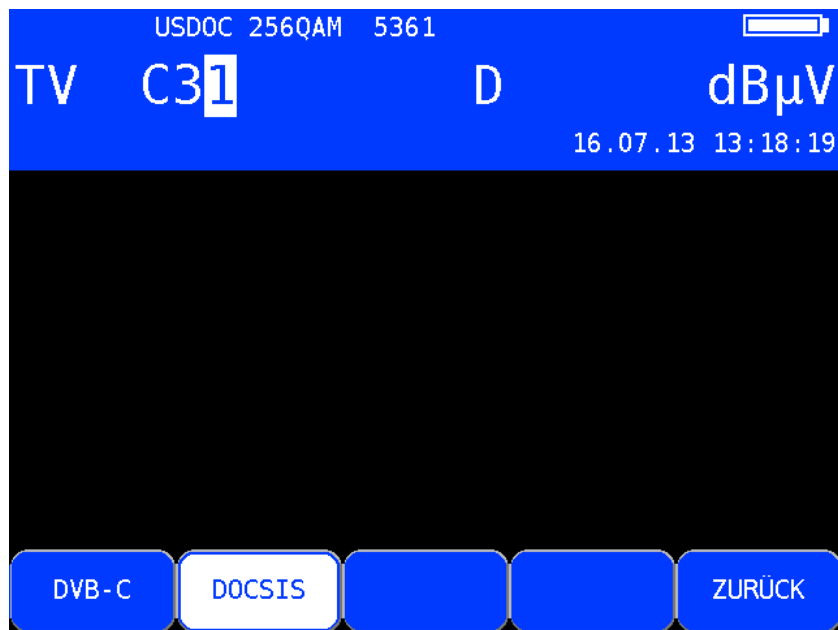 USDOC 256QAM 5361
TV C31 D dBµV
16.07.13 13:18:19
DVB-C DOCSIS ZURÜCK